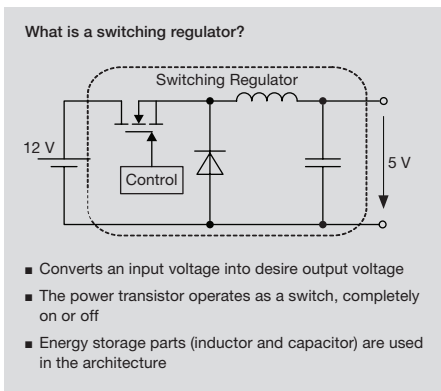 What is a switching regulator?
Switching Regulator
12 V
Control
5 V
■ Converts an input voltage into desire output voltage
■ The power transistor operates as a switch, completely
on or off
■ Energy storage parts (inductor and capacitor) are used
in the architecture